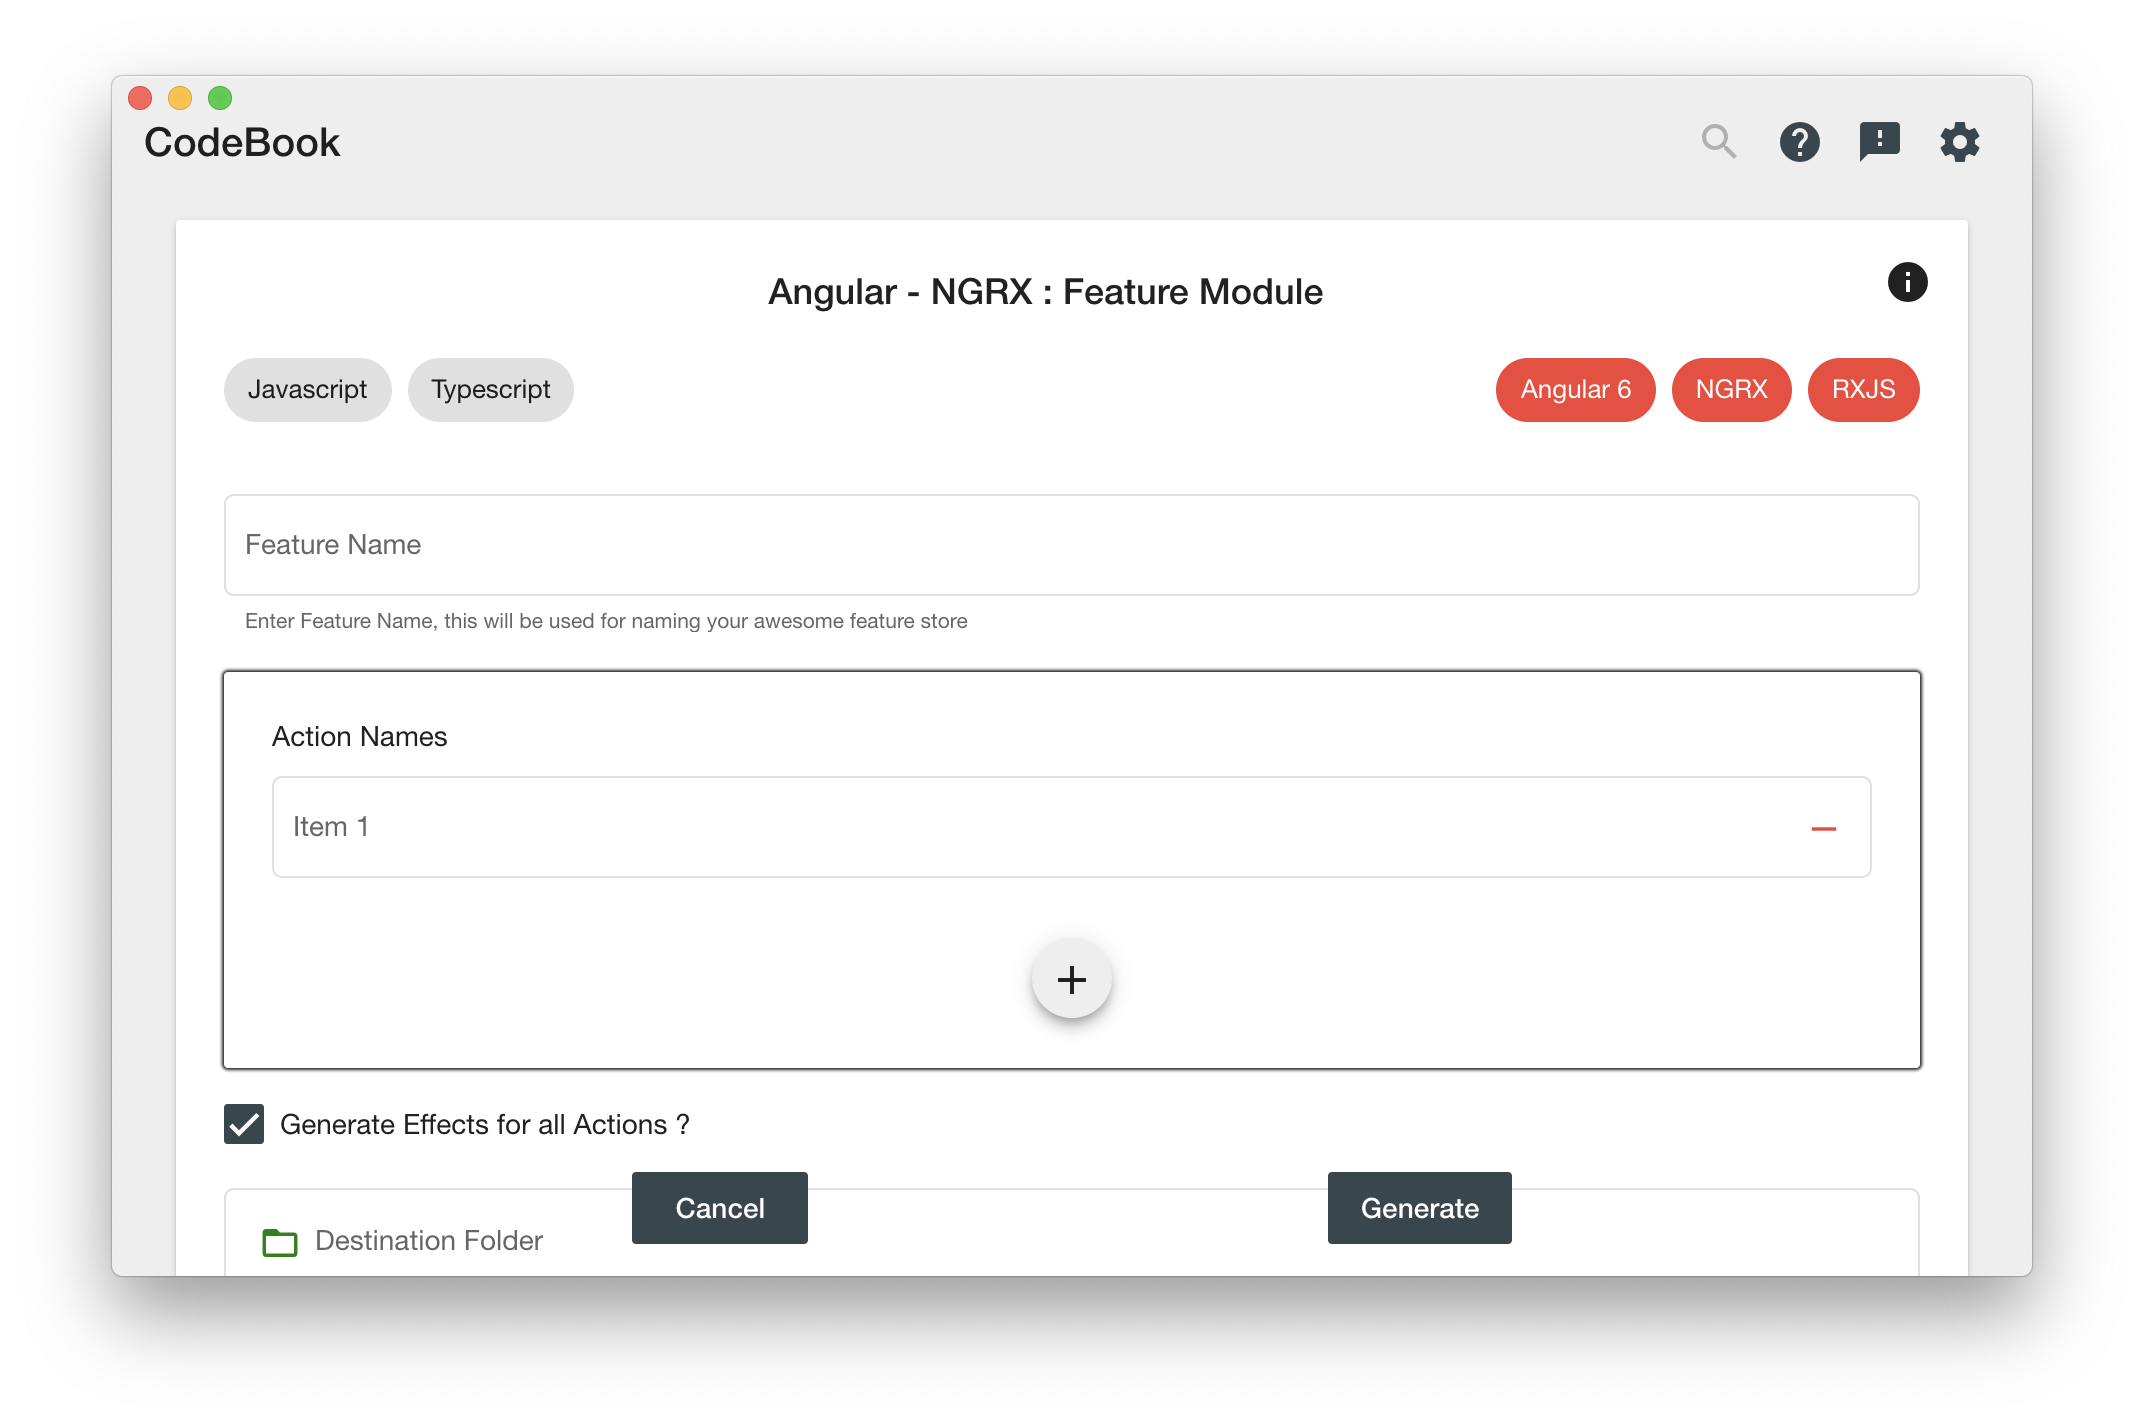 CodeBook
Angular - NGRX : Feature Module
Javascript Typescript Angular 6 NGRX RXJS
Feature Name
Enter Feature Name, this will be used for naming your awesome feature store
Action Names
Item 1
Generate Effects for all Actions ?
Cancel Generate
Destination Folder